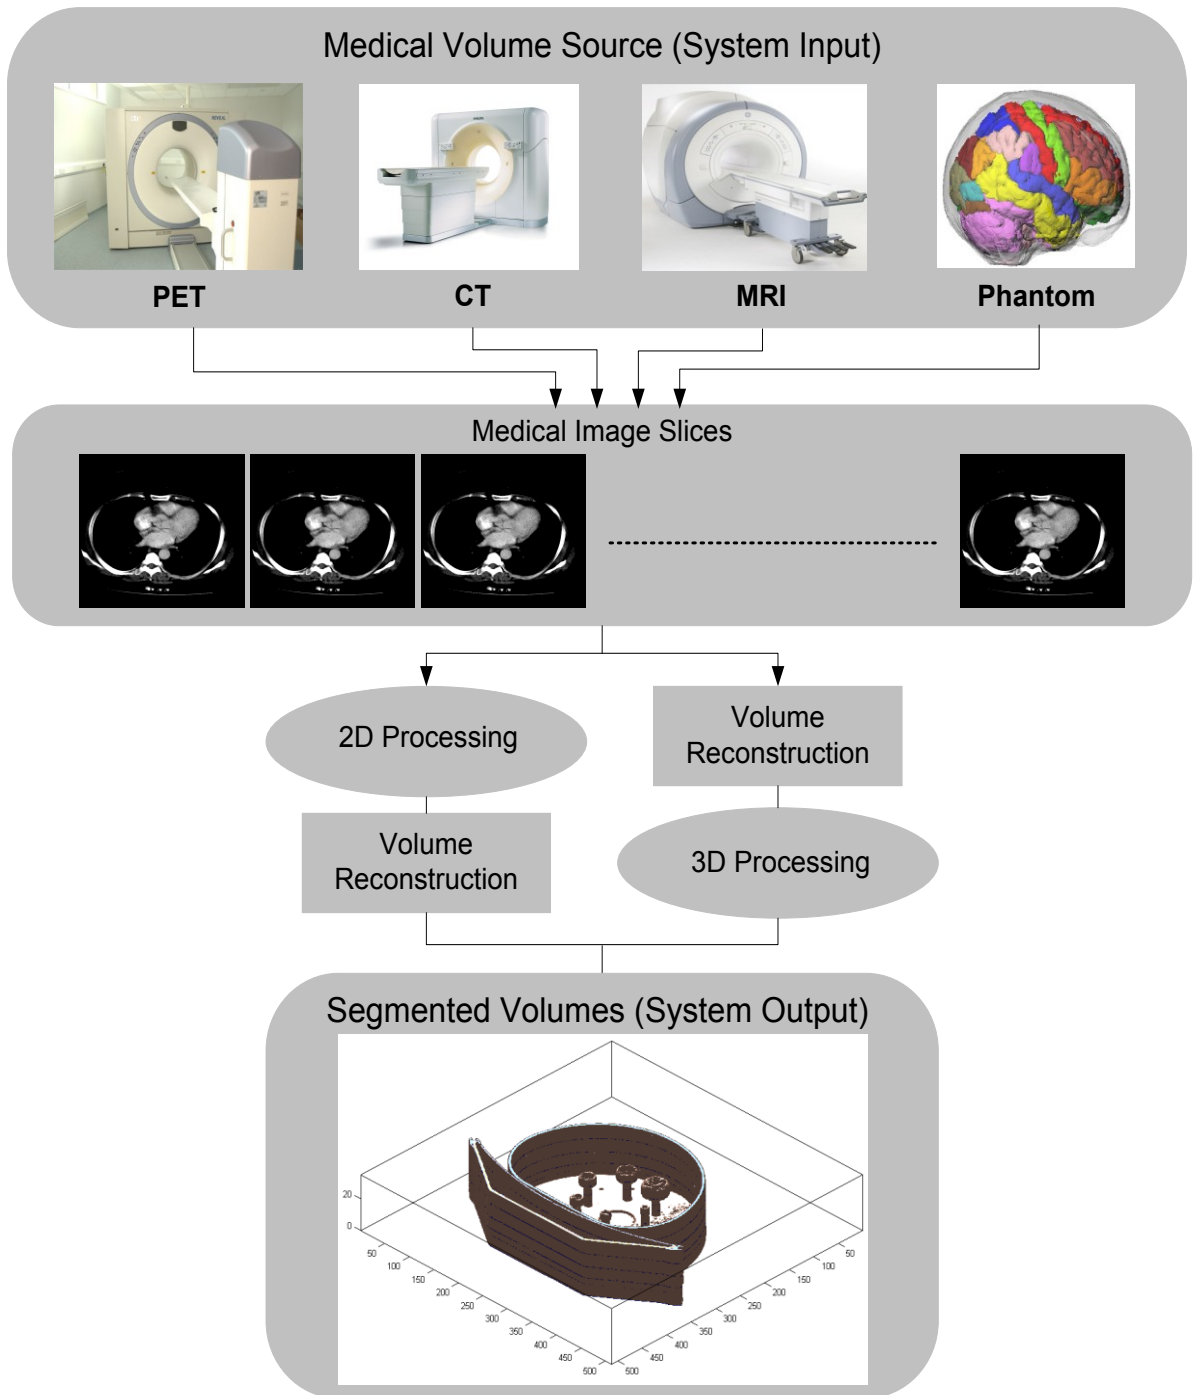 Medical Volume Source (System Input)
PET
CT
MRI
Phantom
Medical Image Slices
2D Processing
Volume
Reconstruction
Volume
Reconstruction
3D Processing
Segmented Volumes (System Output)
20
0
50
100
150
200
250
300
350
400
450
500
50
100
150
200
250
300
350
400
450
500